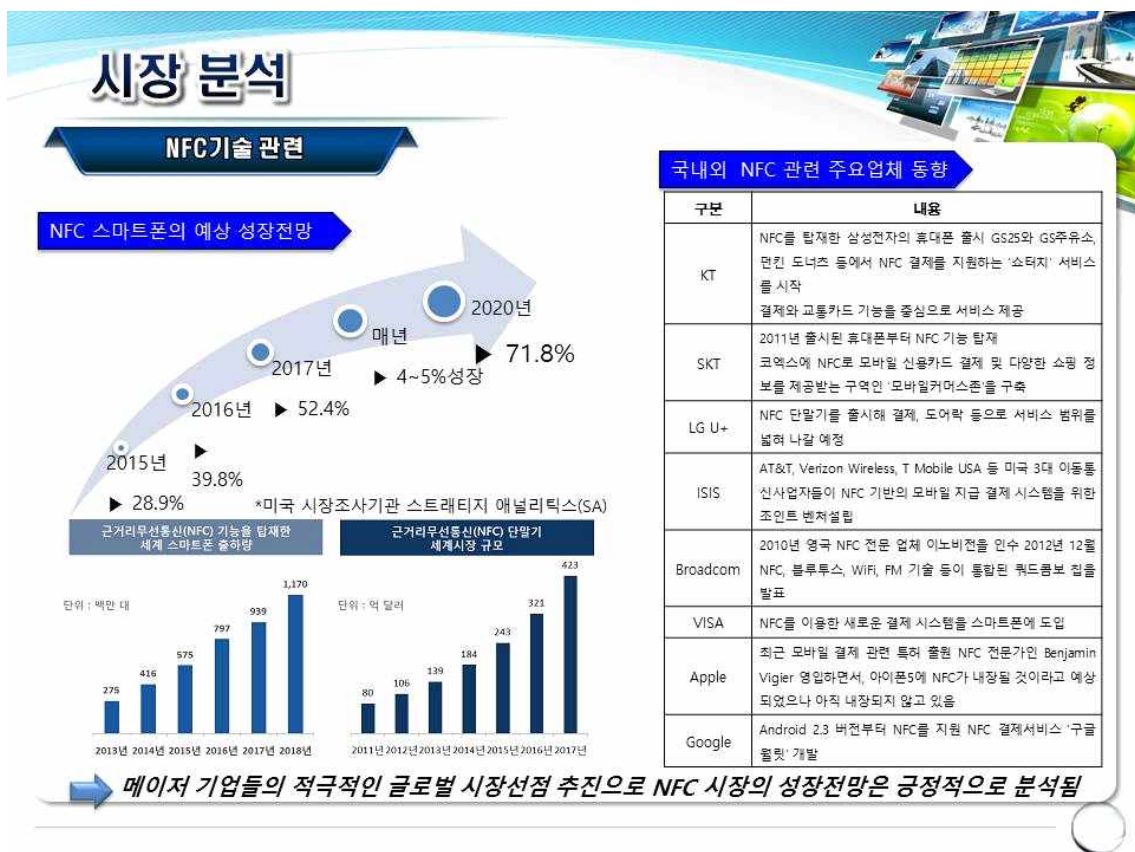 시장 분석
NFC기술 관련
NFC 스마트폰의 예상 성장전망
2015년
▶ 28.9%
2016년
▶
39.8%
2017년
▶ 52.4%
매년
▶ 4~5%성장
2020년
▶ 71.8%
*미국 시장조사기관 스트래티지 애널리틱스(SA)
근거리무선통신(NFC) 기능을 탑재한
세계 스마트폰 출하량
단위 : 백만 대
275
416
575
797
939
1,170
2013년 2014년 2015년 2016년 2017년 2018년
근거리무선통신(NFC) 단말기
세계시장 규모
단위 : 억 달러
80
106
139
184
243
321
423
2011년 2012년 2013년 2014년 2015년 2016년 2017년
국내외 NFC 관련 주요업체 동향
구분 내용
KT
NFC를 탑재한 삼성전자의 휴대폰 출시 GS25와 GS주유소,
던킨 도너츠 등에서 NFC 결제를 지원하는 '쇼터치' 서비스
를 시작
결제와 교통카드 기능을 중심으로 서비스 제공
SKT
2011년 출시된 휴대폰부터 NFC 기능 탑재
코엑스에 NFC로 모바일 신용카드 결제 및 다양한 쇼핑 정
보를 제공받는 구역인 '모바일커머스존'을 구축
LG U+
NFC 단말기를 출시해 결제, 도어락 등으로 서비스 범위를
넓혀 나갈 예정
ISIS
AT&T, Verizon Wireless, T Mobile USA 등 미국 3대 이동통
신사업자들이 NFC 기반의 모바일 지급 결제 시스템을 위한
조인트 벤처설립
Broadcom
2010년 영국 NFC 전문 업체 이노비전을 인수 2012년 12월
NFC, 블루투스, WiFi, FM 기술 등이 통합된 쿼드콤보 칩을
발표
VISA
NFC를 이용한 새로운 결제 시스템을 스마트폰에 도입
Apple
최근 모바일 결제 관련 특허 출원 NFC 전문가인 Benjamin
Vigier 영입하면서, 아이폰5에 NFC가 내장될 것이라고 예상
되었으나 아직 내장되지 않고 있음
Google
Android 2.3 버전부터 NFC를 지원 NFC 결제서비스 '구글
월릿' 개발
메이저 기업들의 적극적인 글로벌 시장선점 추진으로 NFC 시장의 성장전망은 긍정적으로 분석됨